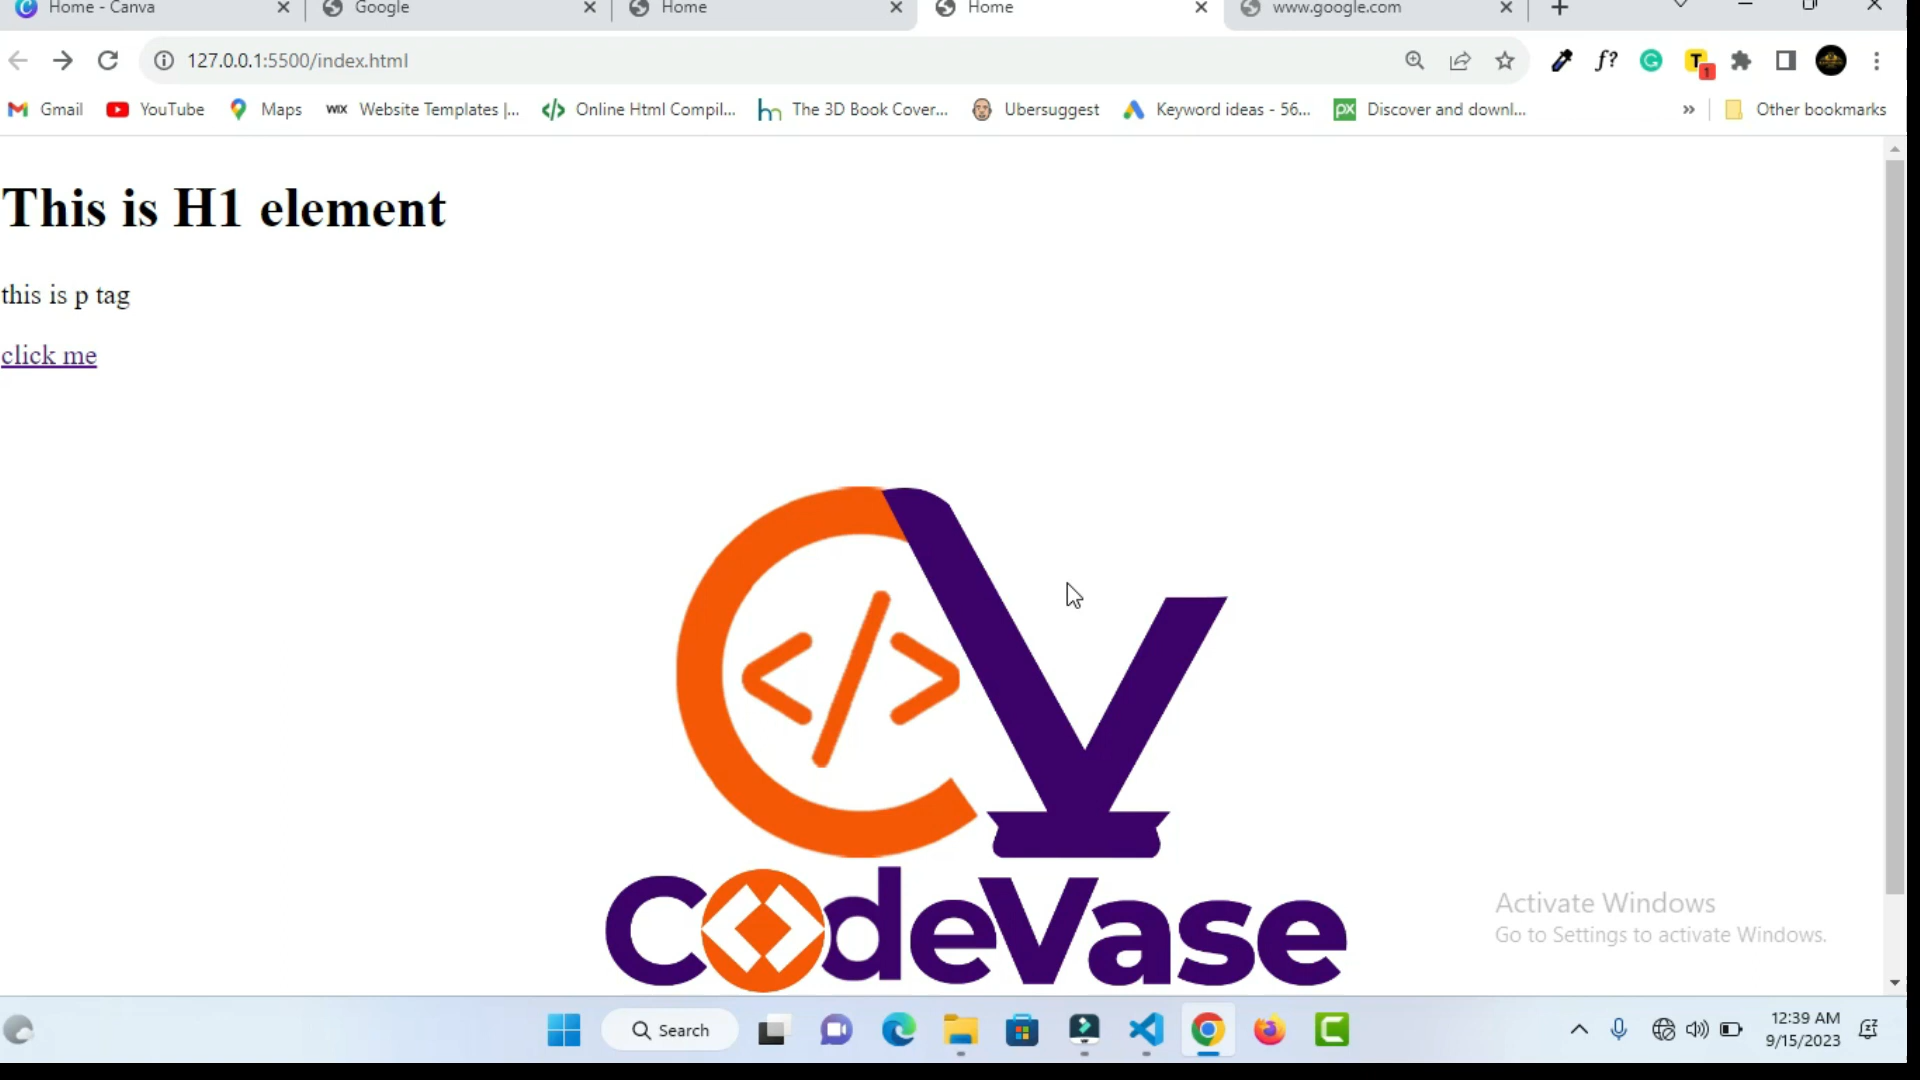 Home - Canva
Google
Home
Home
www.google.com
127.0.0.1:5500/index.html
f?
T
1
Gmail
YouTube
Maps
WIX
Website Templates |...
</> Online Html Compil...
The 3D Book Cover...
Ubersuggest
Keyword ideas - 56...
px
Discover and downl...
»
Other bookmarks
This is H1 element
this is p tag
click me
</>
CodeVase
Activate Windows
Go to Settings to activate Windows.
Search
12:39 AM
9/15/2023